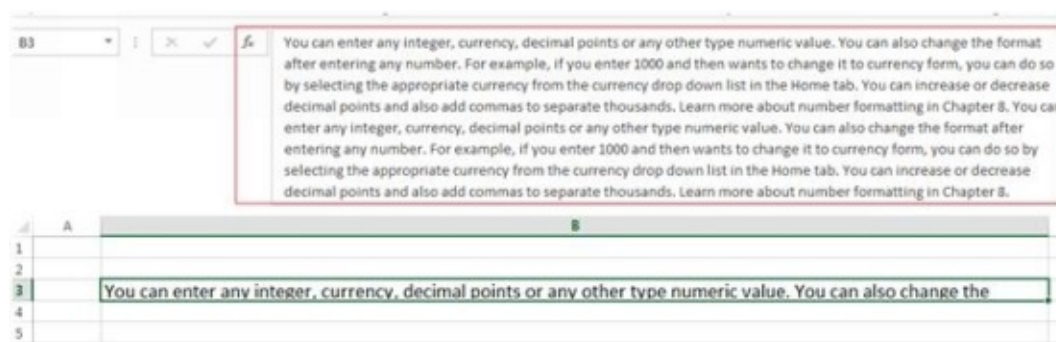 B3
fx
You can enter any integer, currency, decimal points or any other type numeric value. You can also change the format
after entering any number. For example, if you enter 1000 and then wants to change it to currency form, you can do so
by selecting the appropriate currency from the currency drop down list in the Home tab. You can increase or decrease
decimal points and also add commas to separate thousands. Learn more about number formatting in Chapter 8. You can
enter any integer, currency, decimal points or any other type numeric value. You can also change the format after
entering any number. For example, if you enter 1000 and then wants to change it to currency form, you can do so by
selecting the appropriate currency from the currency drop down list in the Home tab. You can increase or decrease
decimal points and also add commas to separate thousands. Learn more about number formatting in Chapter 8.
A B
1
2
3 You can enter any integer, currency, decimal points or any other type numeric value. You can also change the
4
5